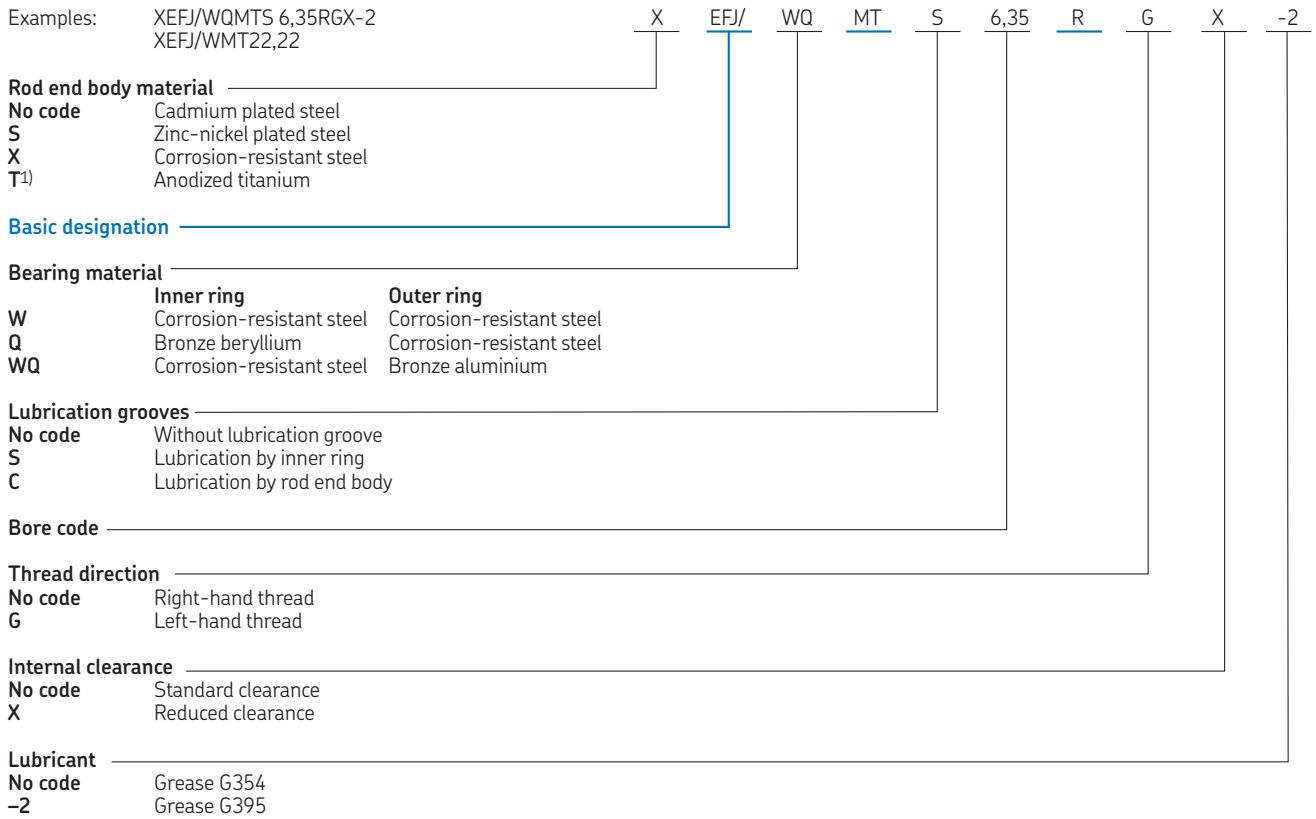 Examples: XEFJ/WQMTS 6,35RGX-2 X EFJ/ WQ MT S 6,35 R G X -2
XEFJ/WMT22,22
Rod end body material
No code Cadmium plated steel
S Zinc-nickel plated steel
X Corrosion-resistant steel
T1) Anodized titanium
Basic designation
Bearing material
Inner ring Outer ring
W Corrosion-resistant steel Corrosion-resistant steel
Q Bronze beryllium Corrosion-resistant steel
WQ Corrosion-resistant steel Bronze aluminium
Lubrication grooves
No code Without lubrication groove
S Lubrication by inner ring
C Lubrication by rod end body
Bore code
Thread direction
No code Right-hand thread
G Left-hand thread
Internal clearance
No code Standard clearance
X Reduced clearance
Lubricant
No code Grease G354
–2 Grease G395